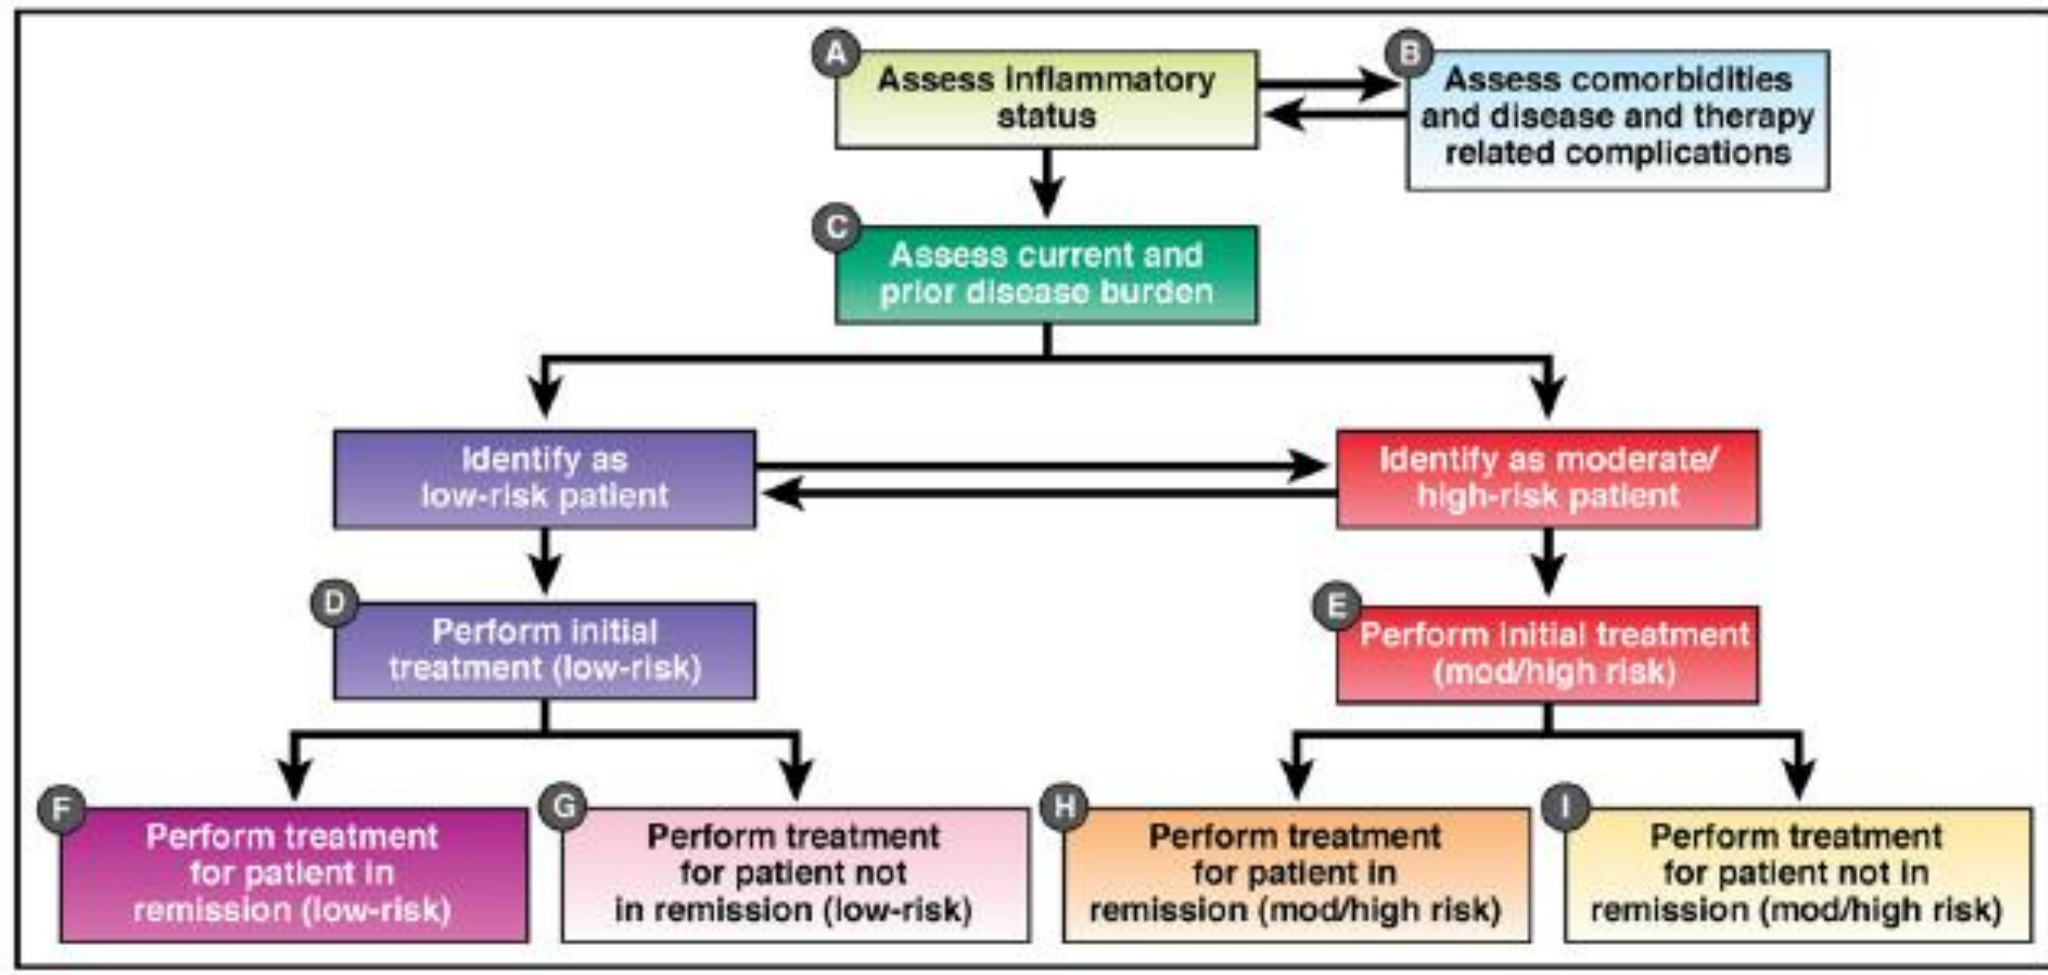 A
Assess inflammatory
status
B
Assess comorbidities
and disease and therapy
related complications
C
Assess current and
prior disease burden
Identify as
low-risk patient
Identify as moderate/
high-risk patient
D
Perform initial
treatment (low-risk)
E
Perform initial treatment
(mod/high risk)
F
Perform treatment
for patient in
remission (low-risk)
G
Perform treatment
for patient not
in remission (low-risk)
H
Perform treatment
for patient in
remission (mod/high risk)
I
Perform treatment
for patient not in
remission (mod/high risk)